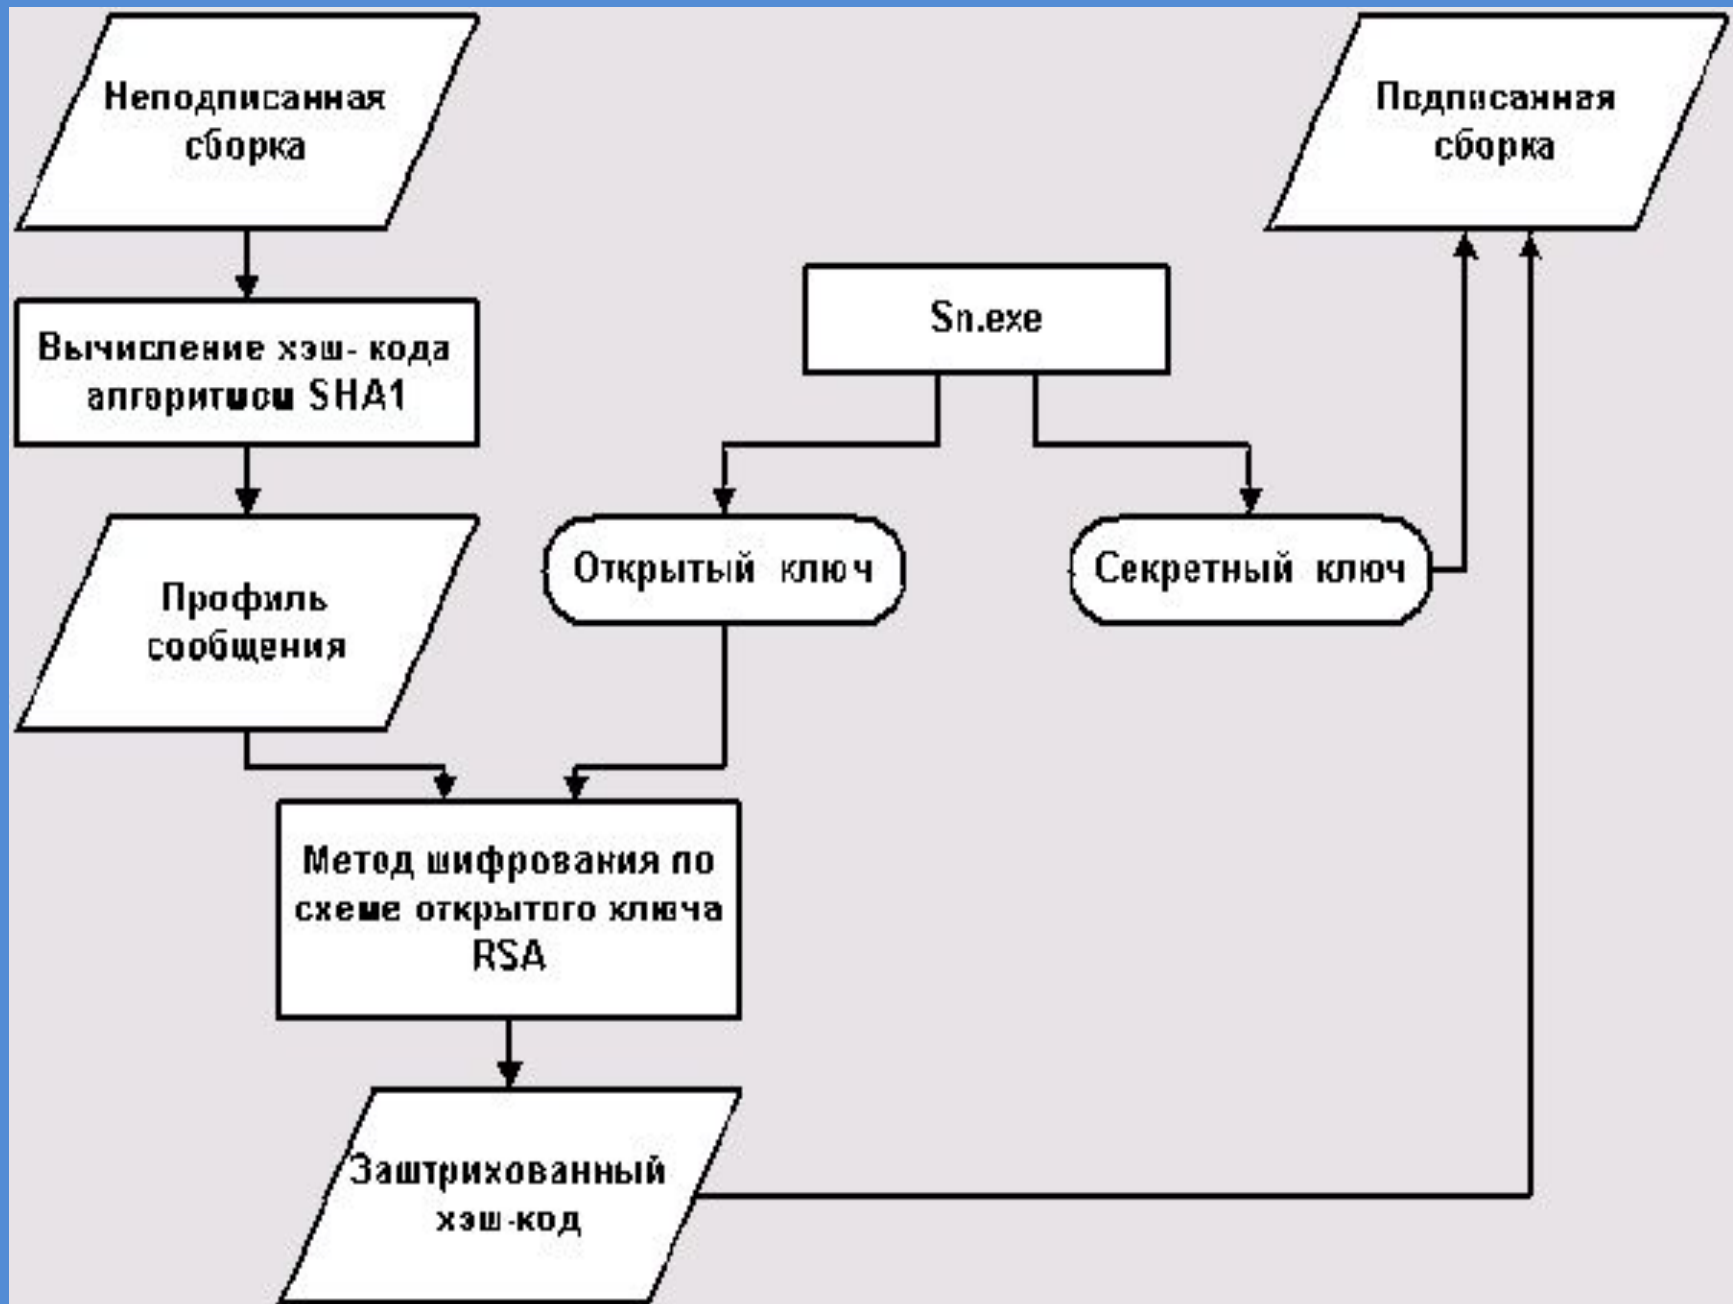 Неподписанная
сборка
Подписанная
сборка
Вычисление хэш- кода
алгоритмом SHA1
Sn.exe
Профиль
сообщения
Открытый ключ
Секретный ключ
Метод шифрования по
схеме открытого ключа
RSA
Заштрихованный
хэш-код